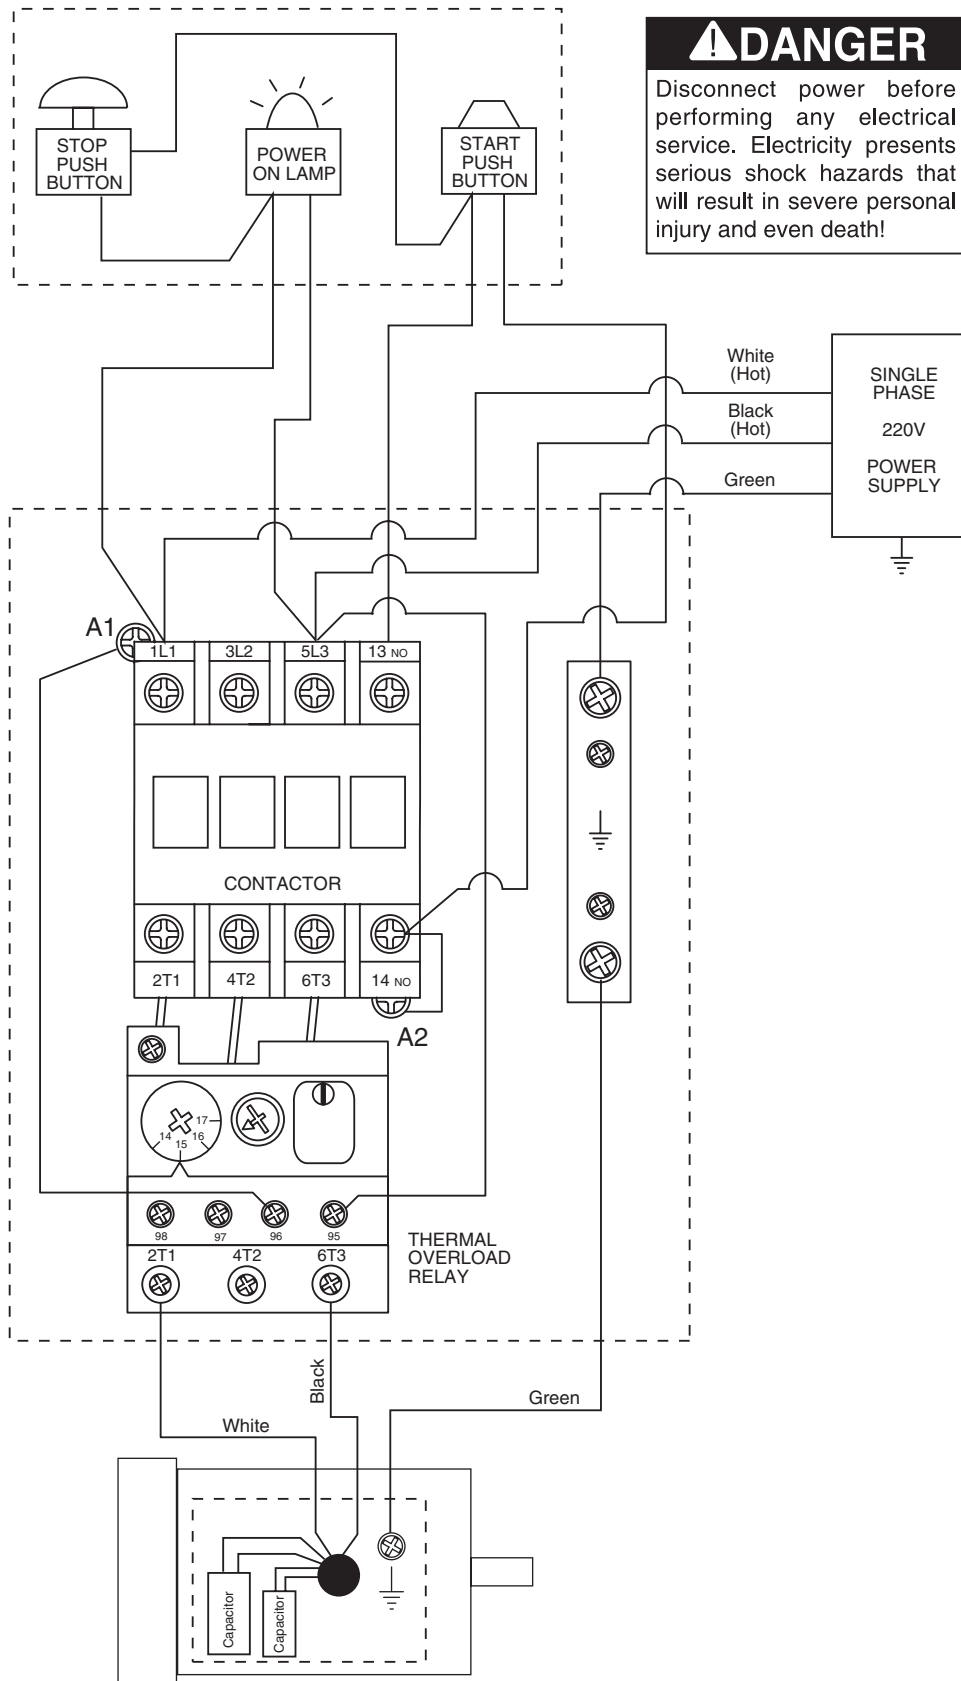 DANGER
Disconnect power before
performing any electrical
service. Electricity presents
serious shock hazards that
will result in severe personal
injury and even death!
STOP
PUSH
BUTTON
POWER
ON LAMP
START
PUSH
BUTTON
White
(Hot)
Black
(Hot)
Green
SINGLE
PHASE
220V
POWER
SUPPLY
A1
1L1
3L2
5L3
13 NO
CONTACTOR
2T1
4T2
6T3
14 NO
A2
14
15
16
17
98
97
96
95
2T1
4T2
6T3
THERMAL
OVERLOAD
RELAY
Black
White
Green
Capacitor
Capacitor